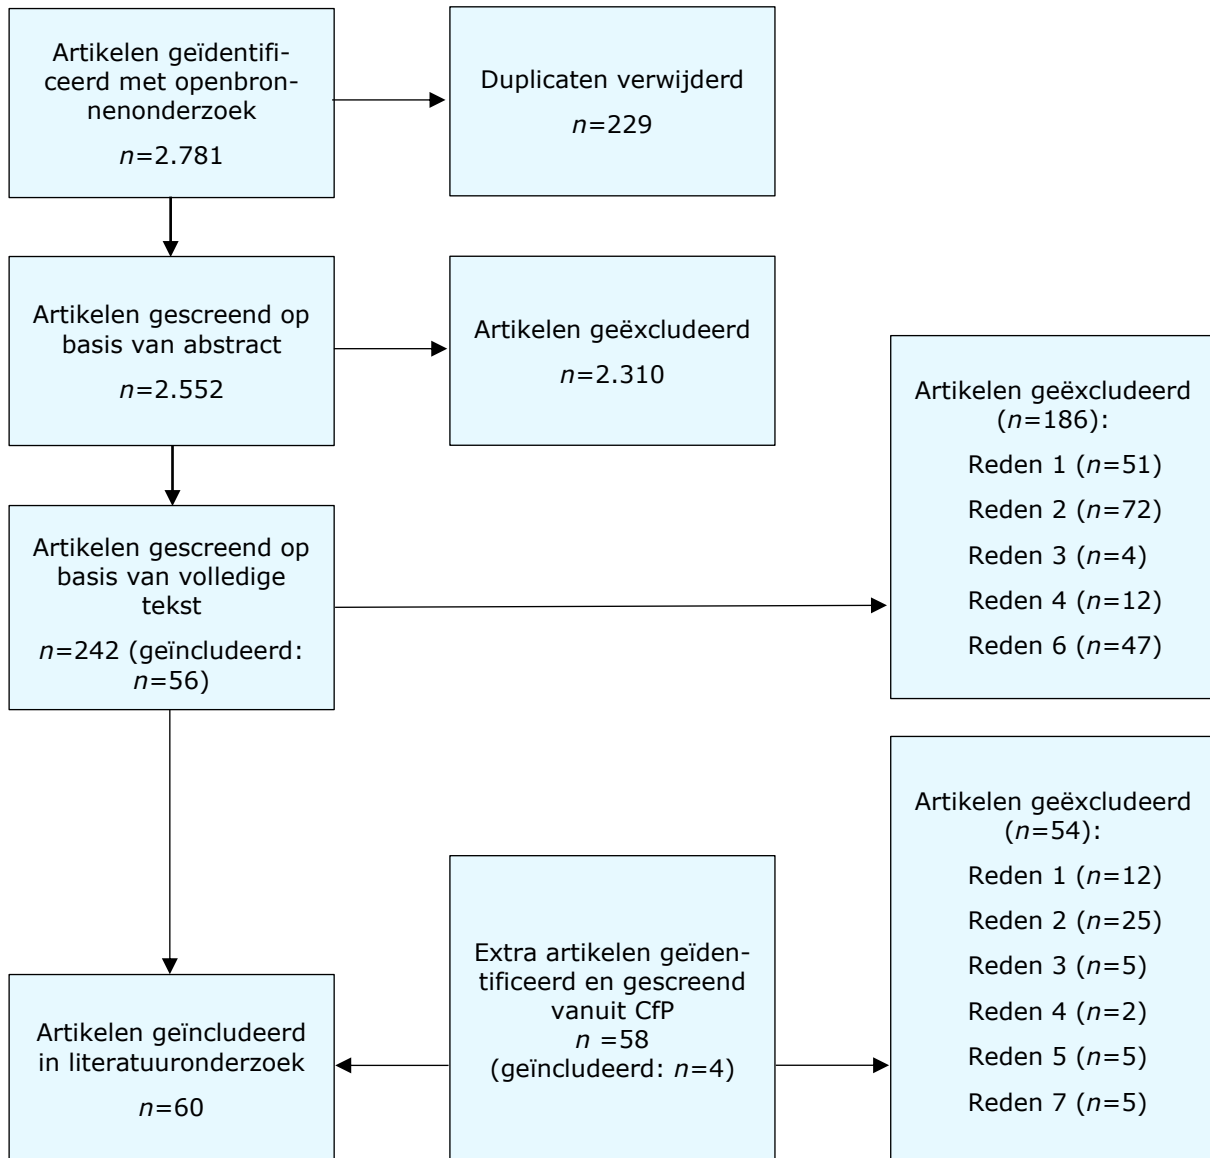 Artikelen geïdentifi-
ceerd met openbron-
nenonderzoek
n=2.781
Duplicaten verwijderd
n=229
Artikelen gescreend op
basis van abstract
n=2.552
Artikelen geëxcludeerd
n=2.310
Artikelen gescreend op
basis van volledige
tekst
n=242 (geïncludeerd:
n=56)
Artikelen geëxcludeerd
(n=186):
Reden 1 (n=51)
Reden 2 (n=72)
Reden 3 (n=4)
Reden 4 (n=12)
Reden 6 (n=47)
Artikelen geïncludeerd
in literatuuronderzoek
n=60
Extra artikelen geïden-
tificeerd en gescreend
vanuit CfP
n =58
(geïncludeerd: n=4)
Artikelen geëxcludeerd
(n=54):
Reden 1 (n=12)
Reden 2 (n=25)
Reden 3 (n=5)
Reden 4 (n=2)
Reden 5 (n=5)
Reden 7 (n=5)